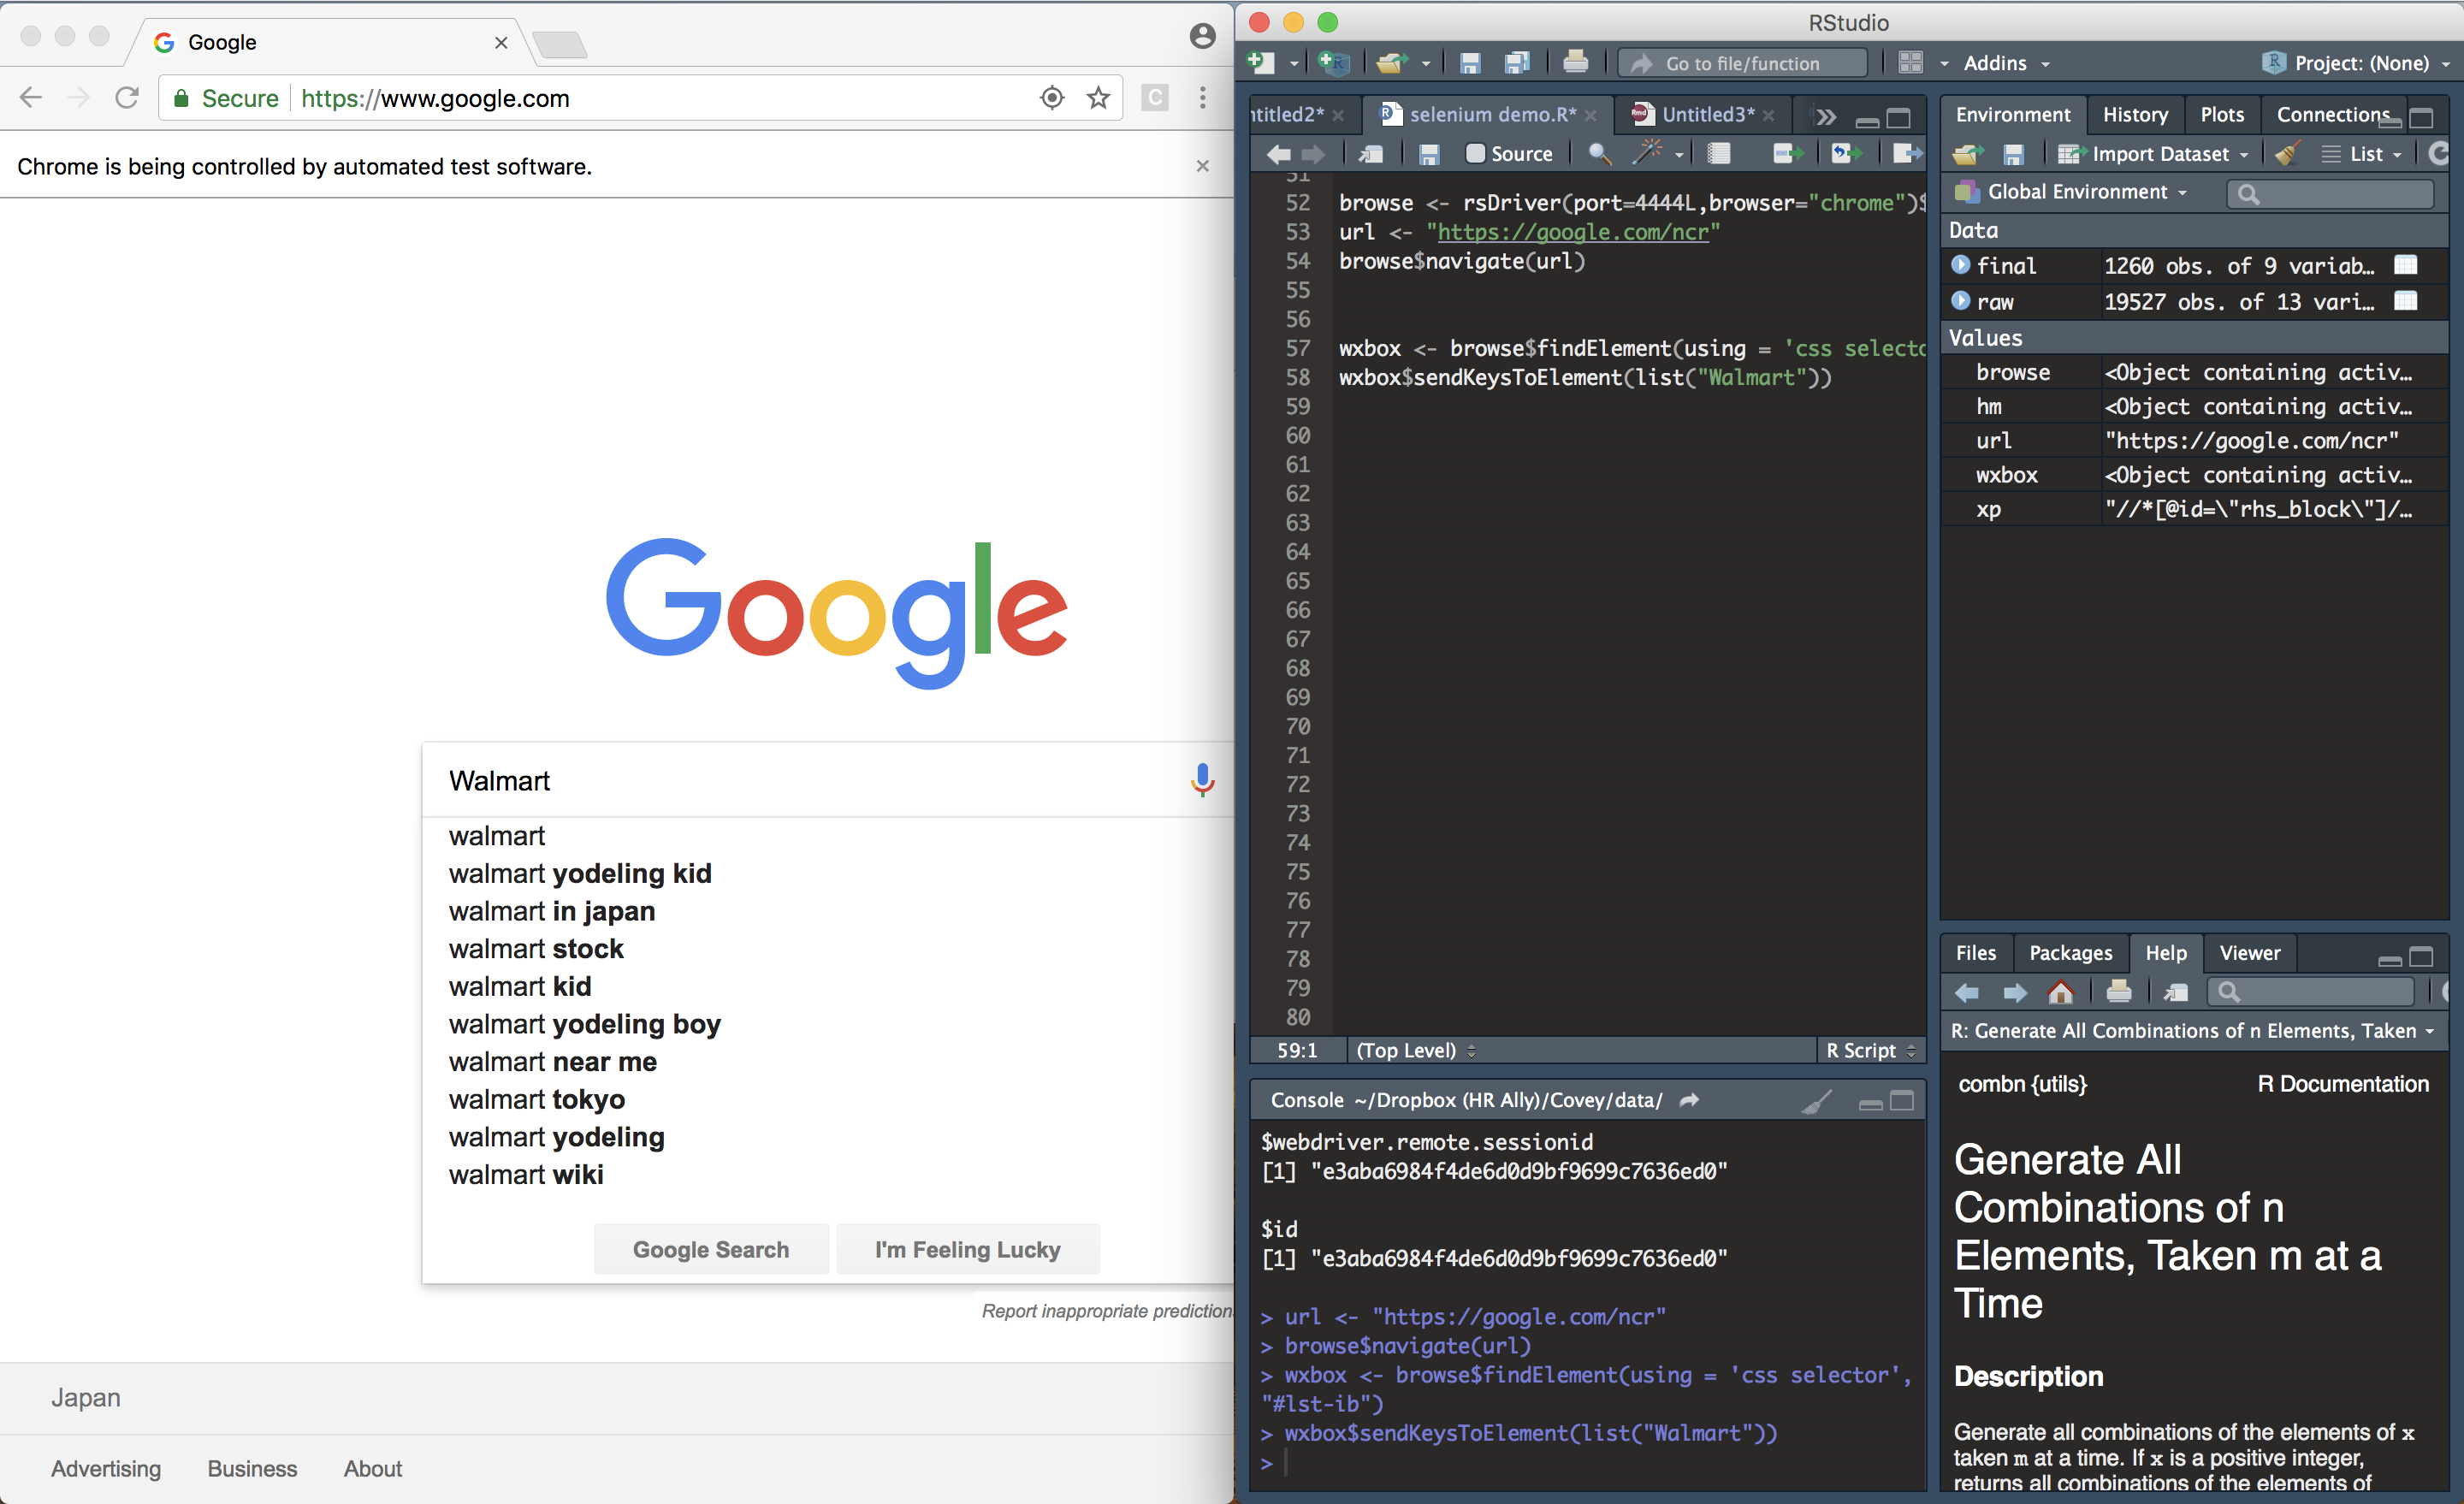 Google
Secure https://www.google.com
Chrome is being controlled by automated test software.
Google
Walmart
walmart
walmart yodeling kid
walmart in japan
walmart stock
walmart kid
walmart yodeling boy
walmart near me
walmart tokyo
walmart yodeling
walmart wiki
Google Search I'm Feeling Lucky
Report inappropriate prediction
Japan
Advertising Business About
RStudio
Go to file/function Addins Project: (None)
ntitled2* selenium demo.R* Untitled3*
Source
51
52 browse <- rsDriver(port=4444L,browser="chrome")$
53 url <- "https://google.com/ncr"
54 browse$navigate(url)
55
56
57 wxbox <- browse$findElement(using = 'css selecto
58 wxbox$sendKeysToElement(list("Walmart"))
59
60
61
62
63
64
65
66
67
68
69
70
71
72
73
74
75
76
77
78
79
80
59:1 (Top Level) R Script
Console ~/Dropbox (HR Ally)/Covey/data/
$webdriver.remote.sessionid
[1] "e3aba6984f4de6d0d9bf9699c7636ed0"
$id
[1] "e3aba6984f4de6d0d9bf9699c7636ed0"
> url <- "https://google.com/ncr"
> browse$navigate(url)
> wxbox <- browse$findElement(using = 'css selector',
"#lst-ib")
> wxbox$sendKeysToElement(list("Walmart"))
>
Environment History Plots Connections
Import Dataset List
Global Environment
Data
final 1260 obs. of 9 variab…
raw 19527 obs. of 13 vari…
Values
browse <Object containing activ…
hm <Object containing activ…
url "https://google.com/ncr"
wxbox <Object containing activ…
xp "//*[@id=\"rhs_block\"]/…
Files Packages Help Viewer
R: Generate All Combinations of n Elements, Taken
combn {utils} R Documentation
Generate All
Combinations of n
Elements, Taken m at a
Time
Description
Generate all combinations of the elements of x
taken m at a time. If x is a positive integer,
returns all combinations of the elements of